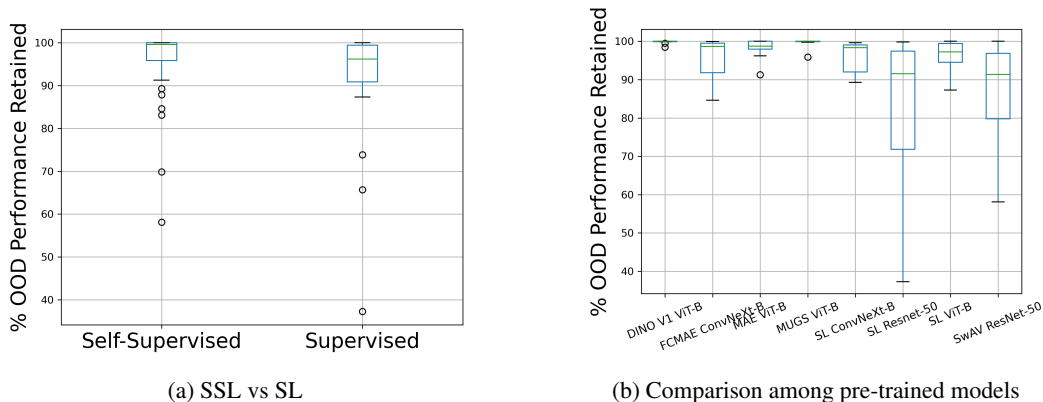 % OOD Performance Retained
100
90
80
70
60
50
40
Self-Supervised
Supervised
(a) SSL vs SL
% OOD Performance Retained
100
90
80
70
60
50
40
DINO V1 ViT-B
FCMAE ConvNeXt-B
MAE ViT-B
MUGS ViT-B
SL ConvNeXt-B
SL Resnet-50
SL ViT-B
SwAV ResNet-50
(b) Comparison among pre-trained models